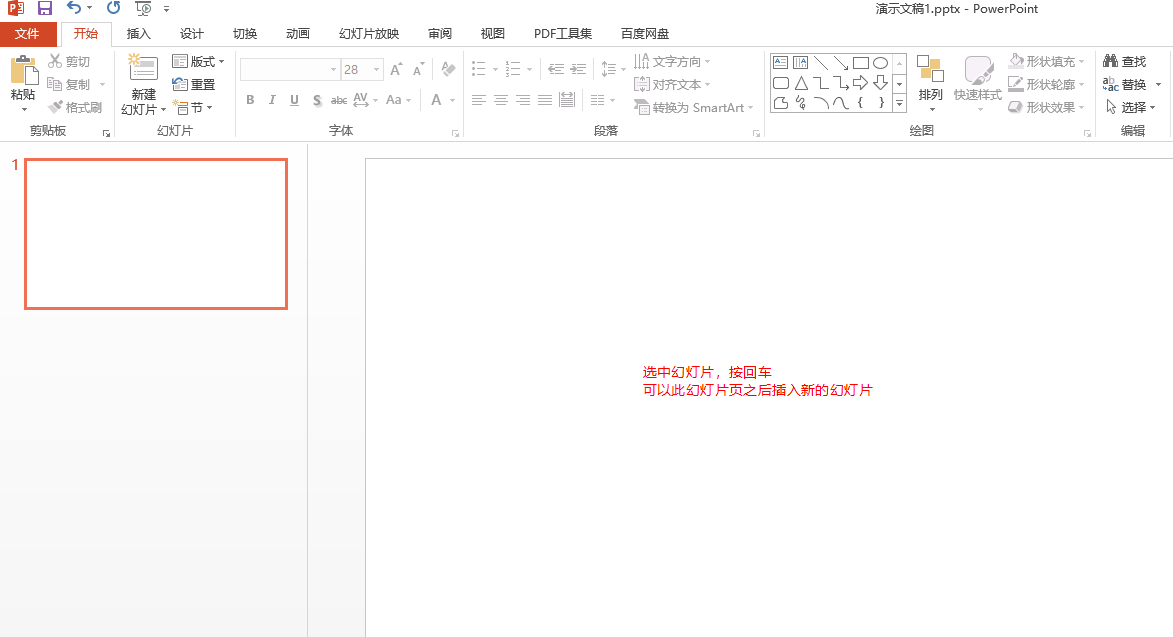 演示文稿1.pptx - PowerPoint
文件 开始 插入 设计 切换 动画 幻灯片放映 审阅 视图 PDF工具集 百度网盘
粘贴
剪切
复制
格式刷
剪贴板
新建
幻灯片
版式
重置
节
幻灯片
28
B I U S abc AV Aa A
字体
文字方向
对齐文本
转换为 SmartArt
段落
排列
快速样式
形状填充
形状轮廓
形状效果
绘图
查找
替换
选择
编辑
1
选中幻灯片，按回车
可以此幻灯片页之后插入新的幻灯片